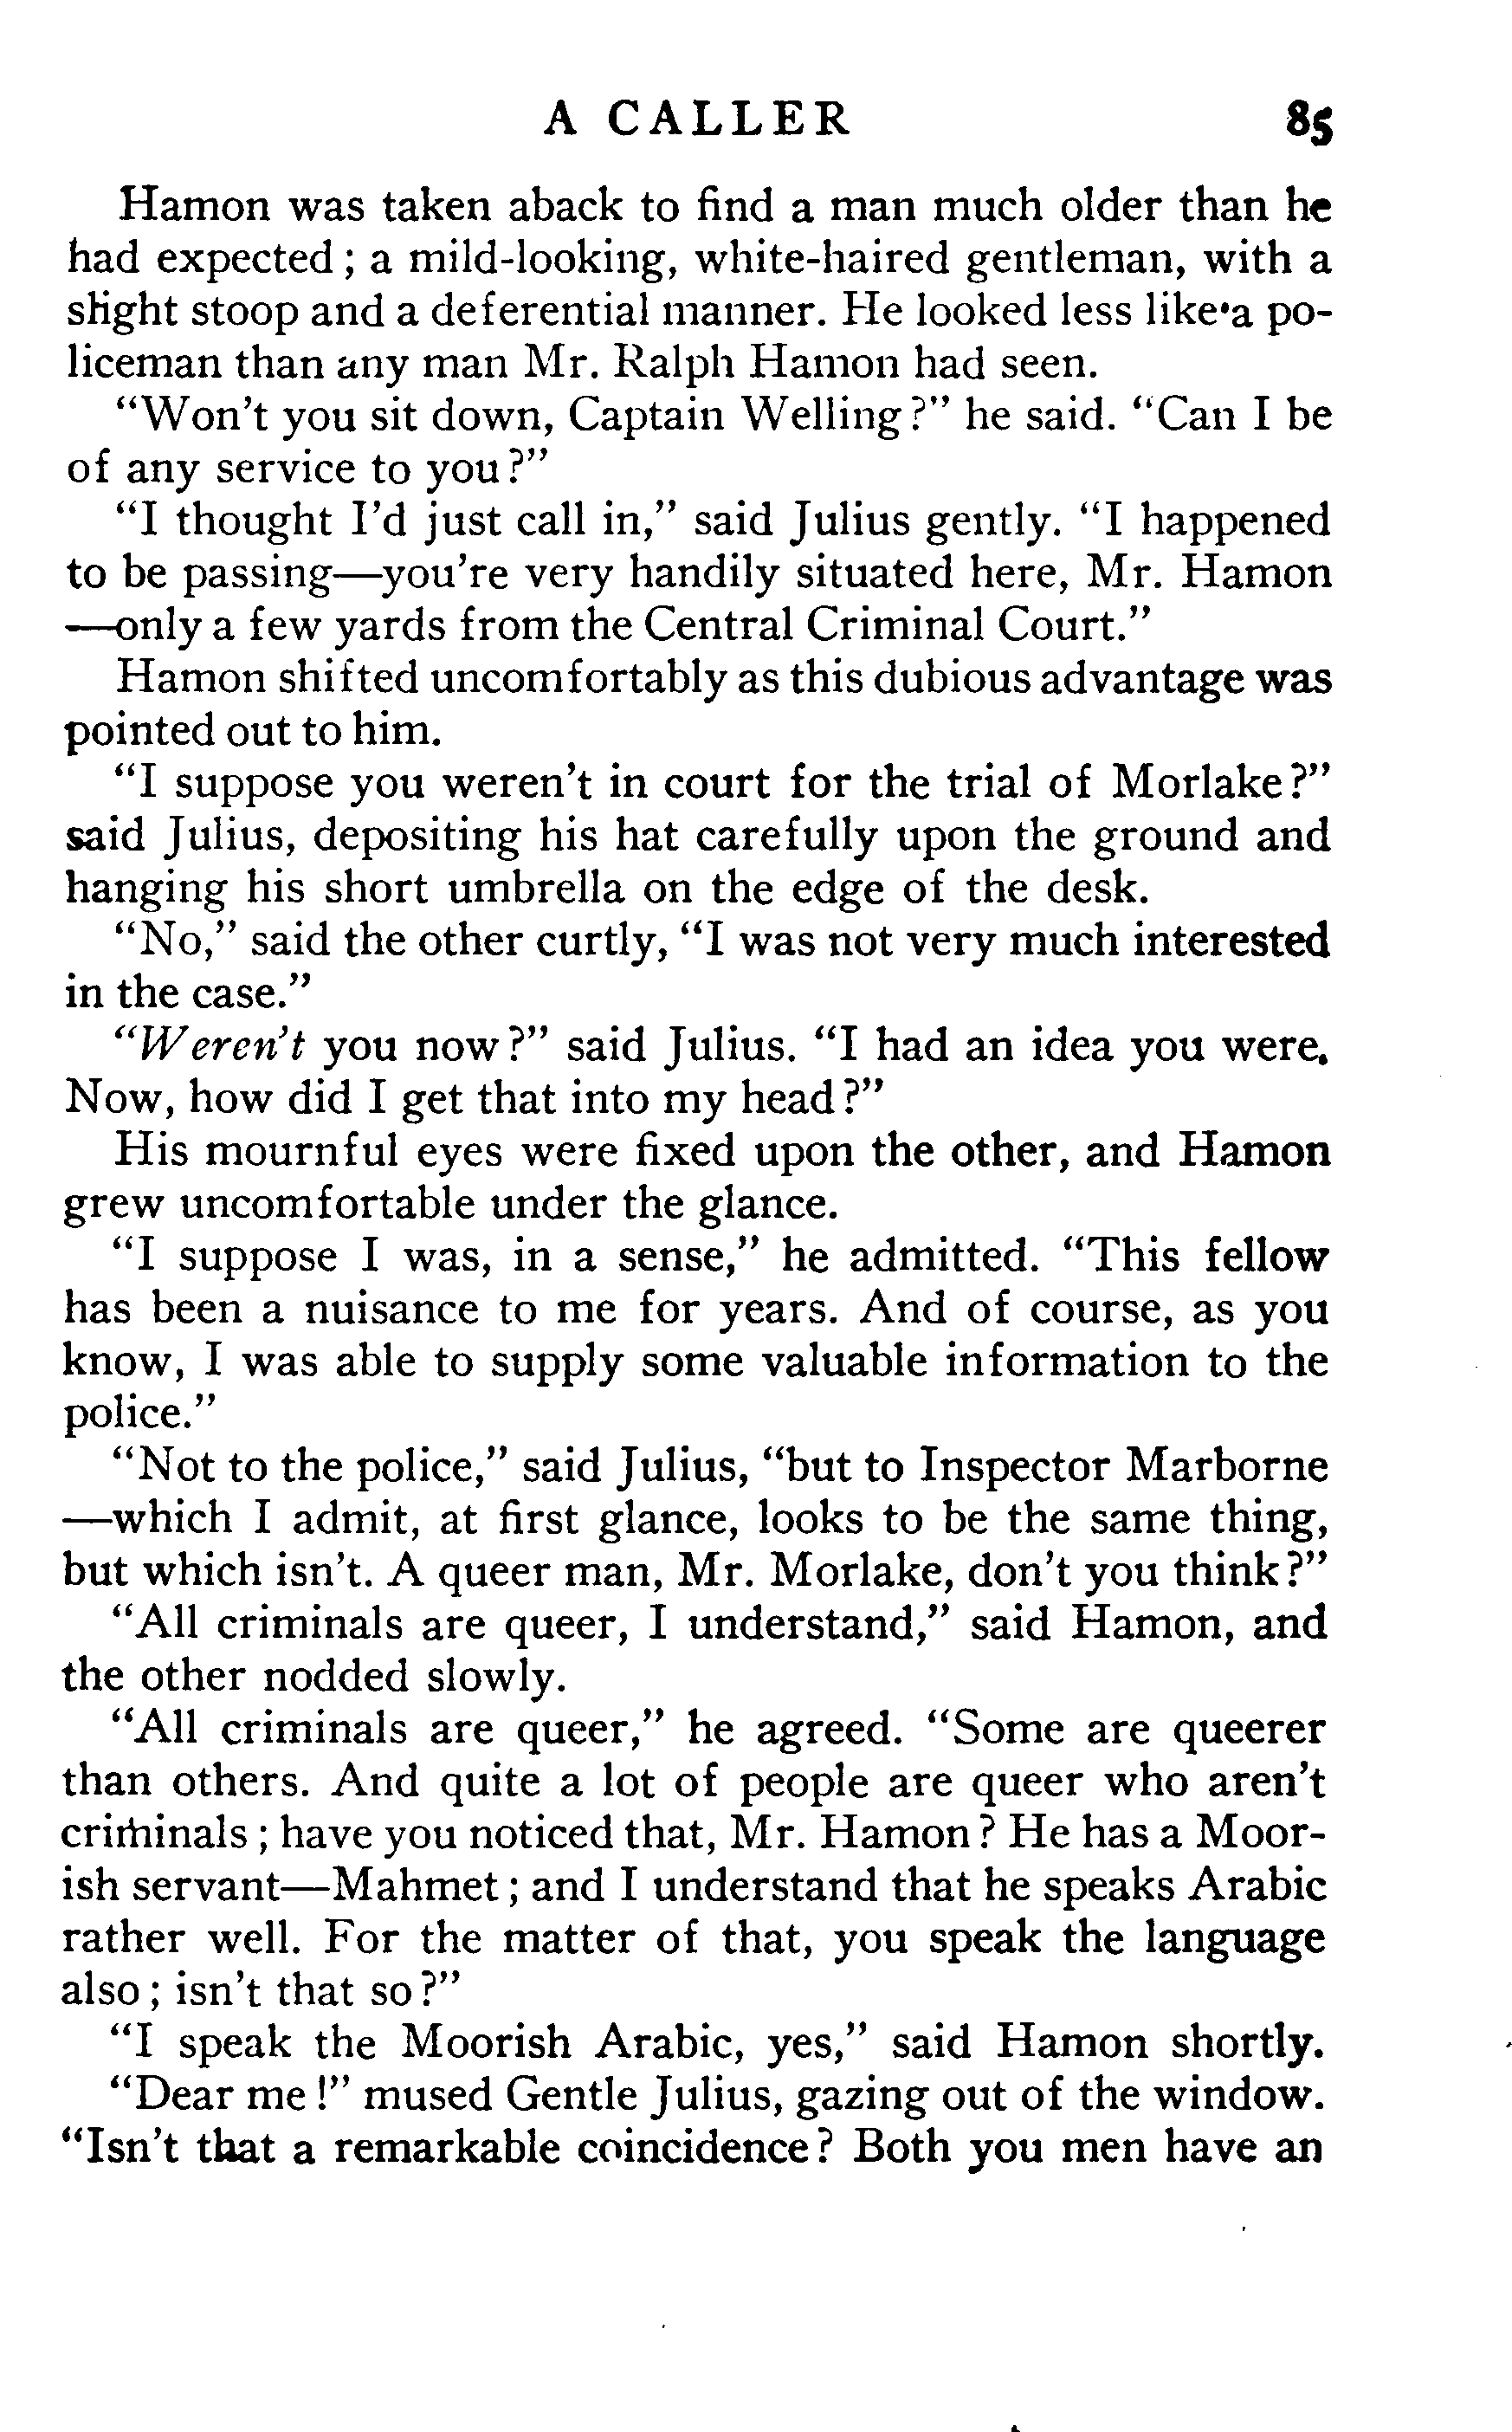 A CALLER 85
Hamon was taken aback to find a man much older than he
had expected; a mild-looking, white-haired gentleman, with a
slight stoop and a deferential manner. He looked less like a po-
liceman than any man Mr. Ralph Hamon had seen.
"Won't you sit down, Captain Welling?" he said. "Can I be
of any service to you?"
"I thought I'd just call in," said Julius gently. "I happened
to be passing—you're very handily situated here, Mr. Hamon
—only a few yards from the Central Criminal Court."
Hamon shifted uncomfortably as this dubious advantage was
pointed out to him.
"I suppose you weren't in court for the trial of Morlake?"
said Julius, depositing his hat carefully upon the ground and
hanging his short umbrella on the edge of the desk.
"No," said the other curtly, "I was not very much interested
in the case."
"Weren't you now?" said Julius. "I had an idea you were.
Now, how did I get that into my head?"
His mournful eyes were fixed upon the other, and Hamon
grew uncomfortable under the glance.
"I suppose I was, in a sense," he admitted. "This fellow
has been a nuisance to me for years. And of course, as you
know, I was able to supply some valuable information to the
police."
"Not to the police," said Julius, "but to Inspector Marborne
—which I admit, at first glance, looks to be the same thing,
but which isn't. A queer man, Mr. Morlake, don't you think?"
"All criminals are queer, I understand," said Hamon, and
the other nodded slowly.
"All criminals are queer," he agreed. "Some are queerer
than others. And quite a lot of people are queer who aren't
criminals; have you noticed that, Mr. Hamon? He has a Moor-
ish servant—Mahmet; and I understand that he speaks Arabic
rather well. For the matter of that, you speak the language
also; isn't that so?"
"I speak the Moorish Arabic, yes," said Hamon shortly.
"Dear me!" mused Gentle Julius, gazing out of the window.
"Isn't that a remarkable coincidence? Both you men have an